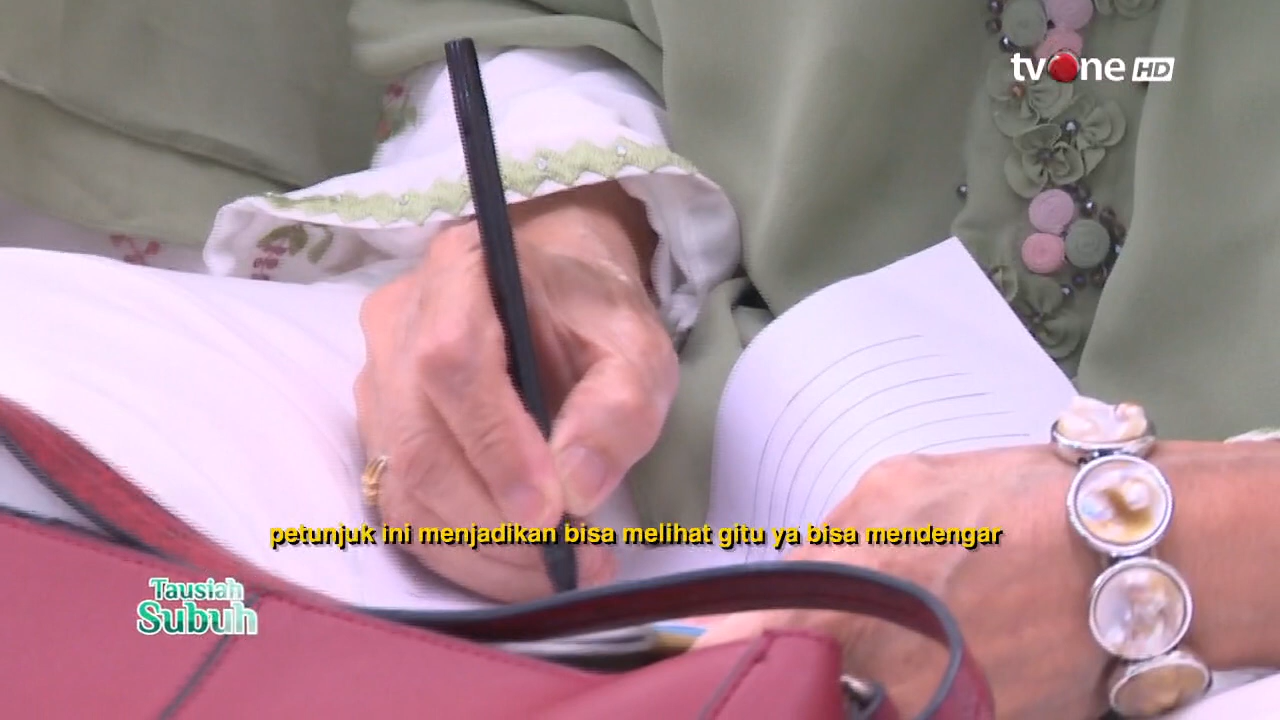 tvOne HD
petunjuk ini menjadikan bisa melihat gitu ya bisa mendengar
Tausiah
Subuh